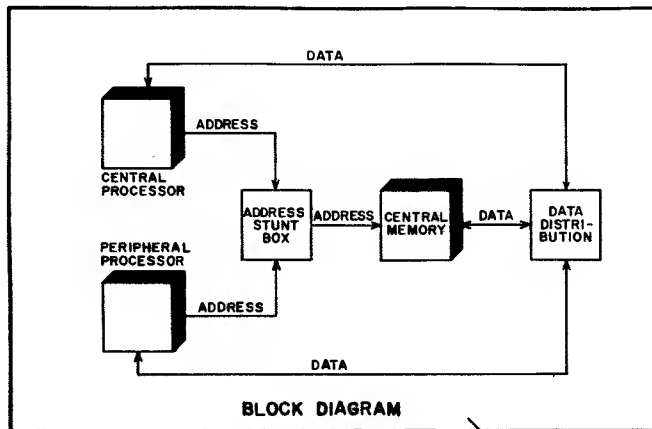 DATA
ADDRESS
CENTRAL
PROCESSOR
ADDRESS
STUNT
BOX
ADDRESS
CENTRAL
MEMORY
DATA
DATA
DISTRI-
BUTION
PERIPHERAL
PROCESSOR
ADDRESS
DATA
BLOCK DIAGRAM